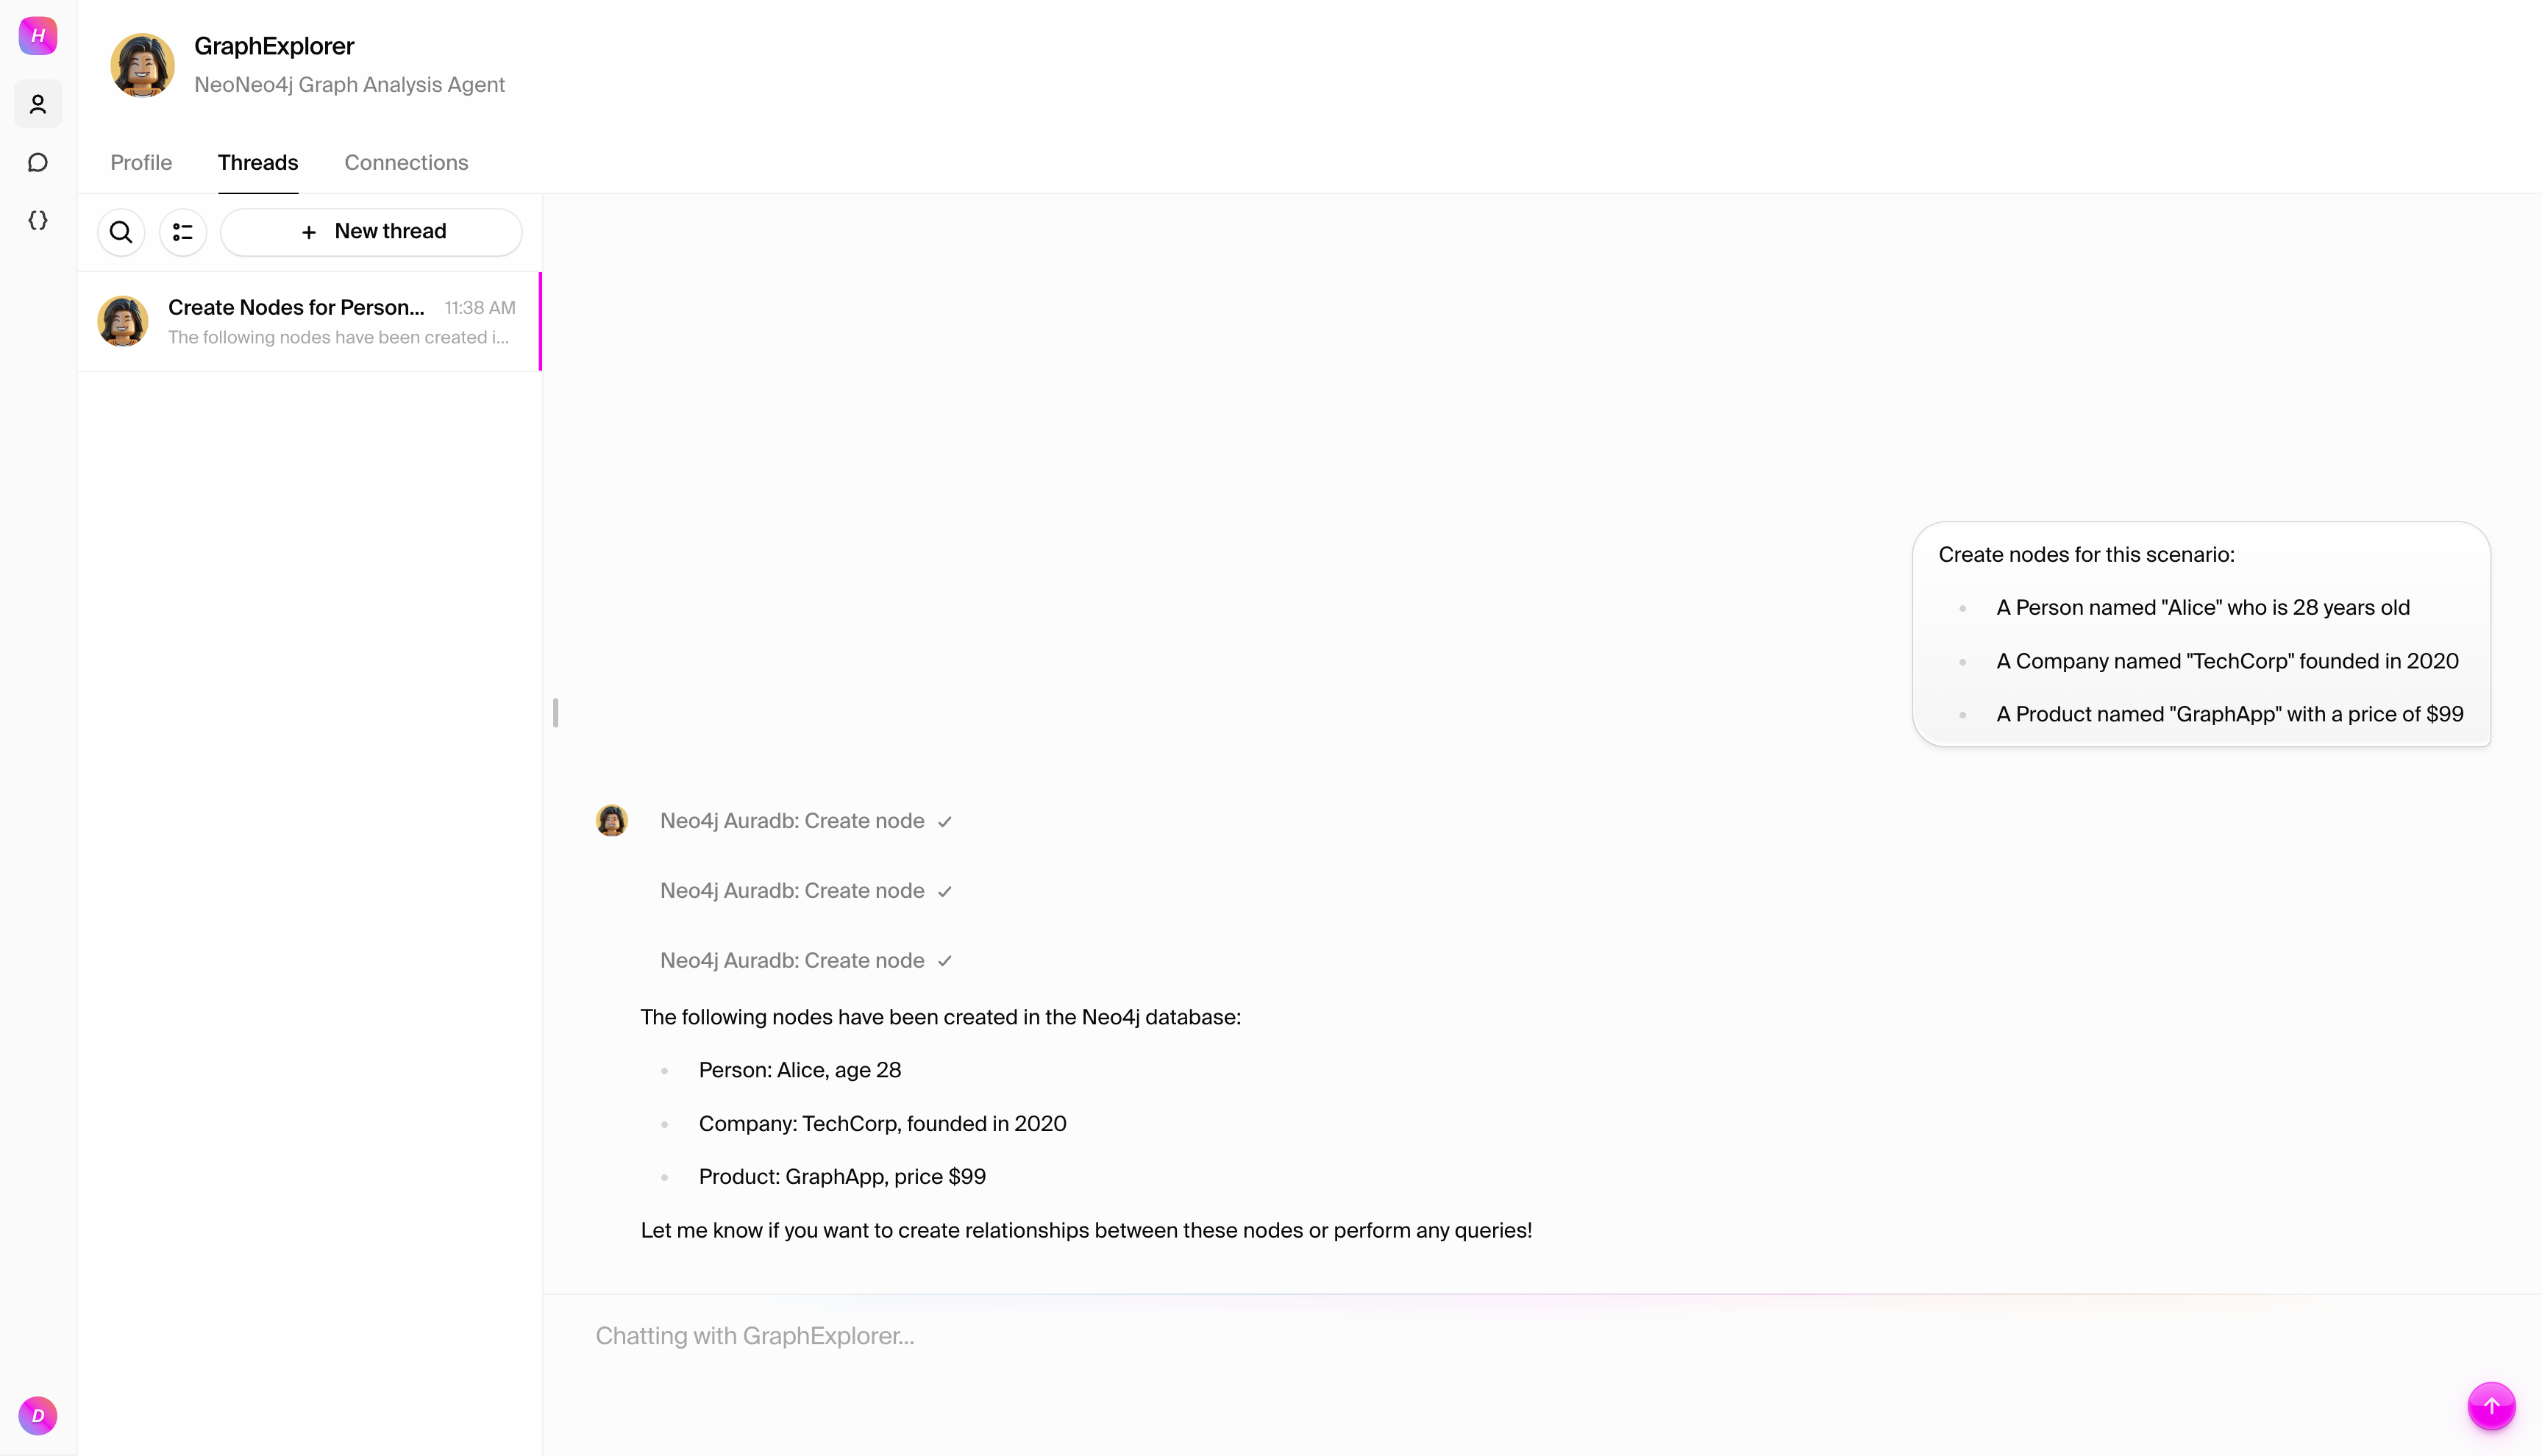 H
GraphExplorer
NeoNeo4j Graph Analysis Agent
Profile Threads Connections
+ New thread
Create Nodes for Person... 11:38 AM
The following nodes have been created i...
Create nodes for this scenario:
• A Person named "Alice" who is 28 years old
• A Company named "TechCorp" founded in 2020
• A Product named "GraphApp" with a price of $99
Neo4j Auradb: Create node ✓
Neo4j Auradb: Create node ✓
Neo4j Auradb: Create node ✓
The following nodes have been created in the Neo4j database:
• Person: Alice, age 28
• Company: TechCorp, founded in 2020
• Product: GraphApp, price $99
Let me know if you want to create relationships between these nodes or perform any queries!
Chatting with GraphExplorer...
D